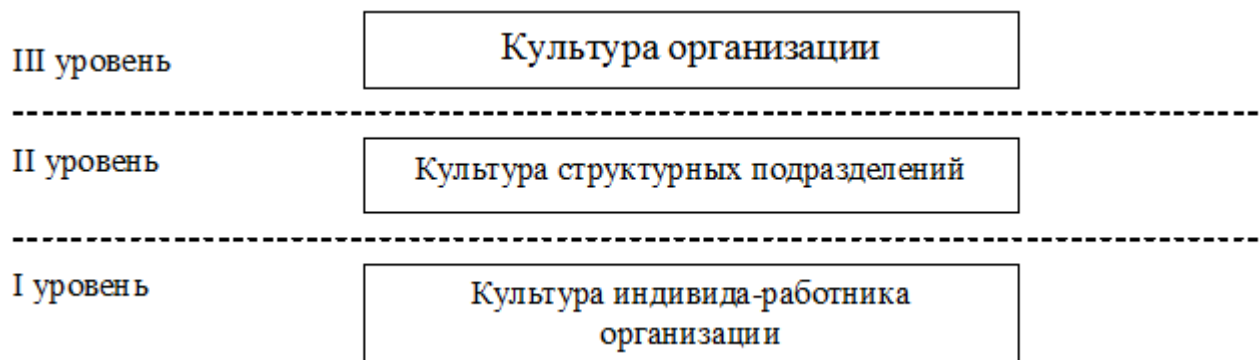 III уровень
Культура организации
II уровень
Культура структурных подразделений
I уровень
Культура индивида-работника
организации